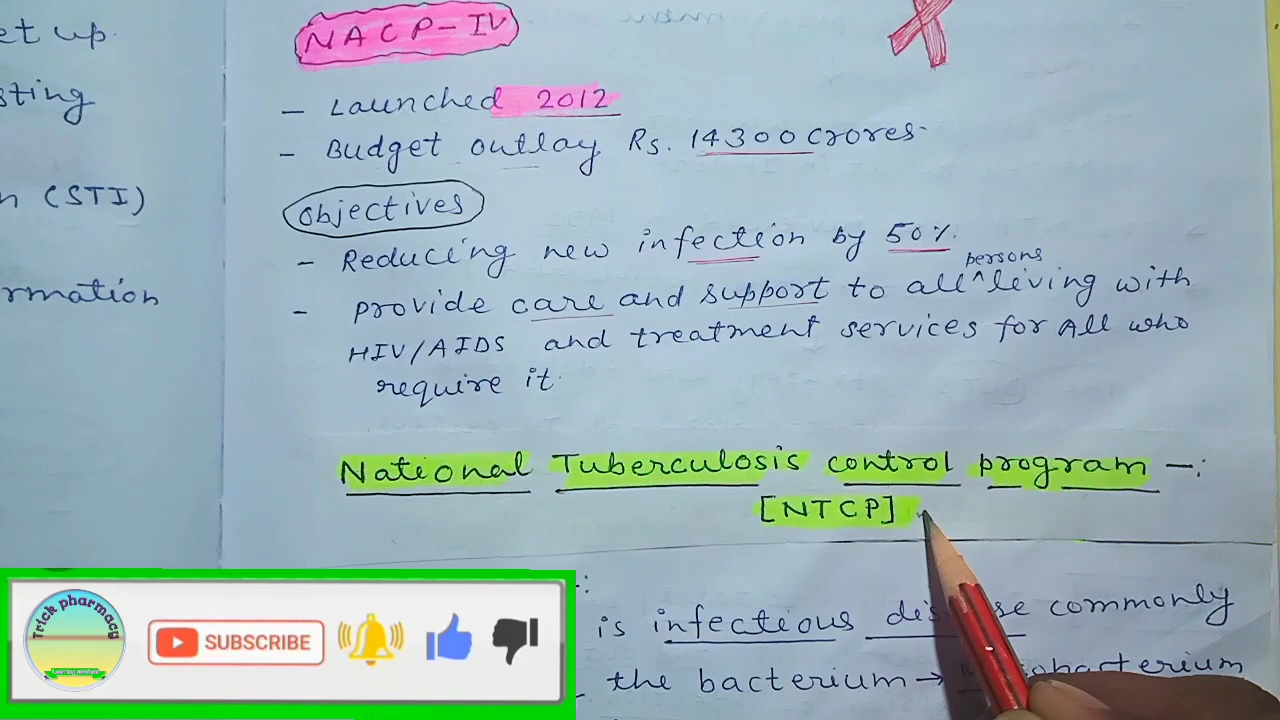 et up.
sting
n (STI)
rmation
NACP-IV
- Launched 2012
- Budget outlay Rs. 14300 crores.
Objectives
- Reducing new infection by 50%.
persons
- provide care and support to all ^ living with
HIV/AIDS and treatment services for All who
require it.
National Tuberculosis control program -:
[NTCP]
-:
is infectious disease commonly
the bacterium → Mycobacterium
Trick pharmacy
SUBSCRIBE